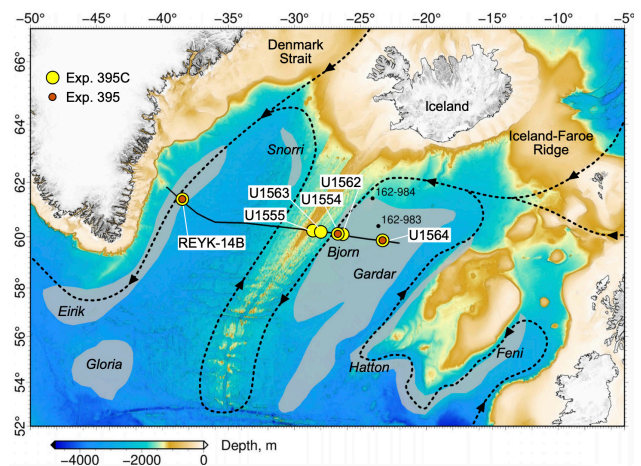 −50° −45° −40° −35° −30° −25° −20° −15° −10° −5°
66°
64°
62°
60°
58°
56°
54°
52°
Exp. 395C
Exp. 395
Denmark
Strait
Iceland
Iceland-Faroe
Ridge
Snorri
U1562
U1563
U1554
U1555
162-984
162-983
U1564
REYK-14B
Bjorn
Gardar
Eirik
Gloria
Hatton
Feni
−4000 −2000 0
Depth, m